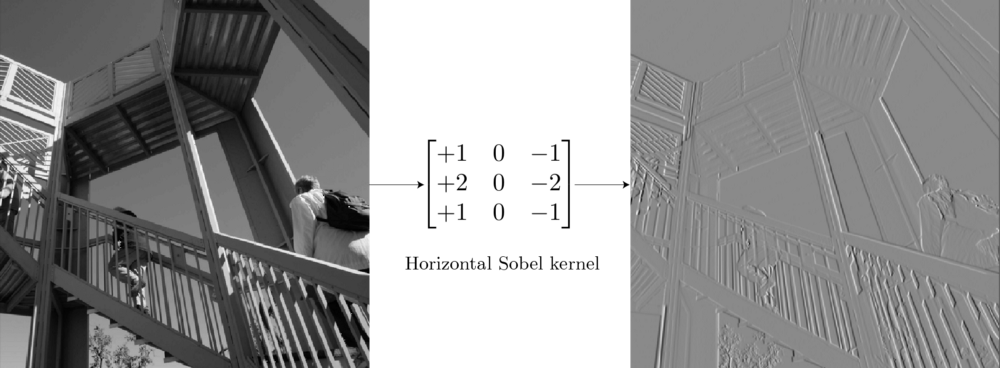 +1 0 −1
+2 0 −2
+1 0 −1
Horizontal Sobel kernel